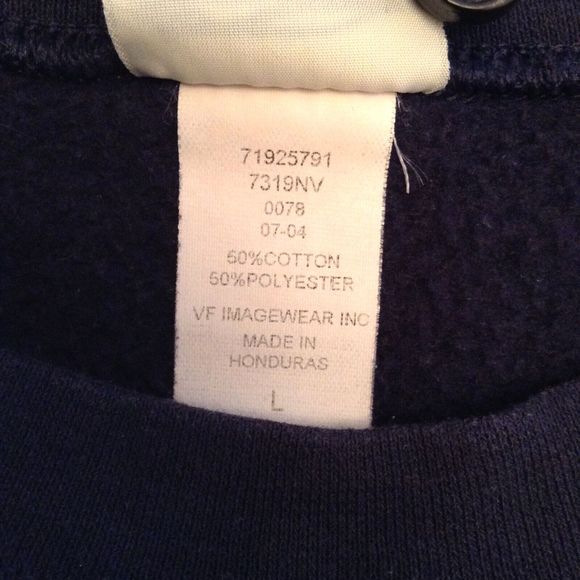 71925791
7319NV
0078
07-04
50%COTTON
50%POLYESTER
VF IMAGEWEAR INC
MADE IN
HONDURAS
L